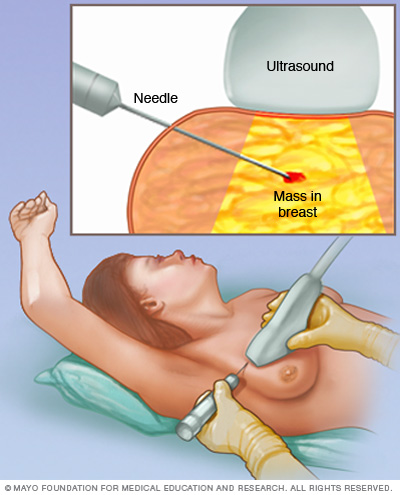 Ultrasound
Needle
Mass in
breast
© MAYO FOUNDATION FOR MEDICAL EDUCATION AND RESEARCH. ALL RIGHTS RESERVED.